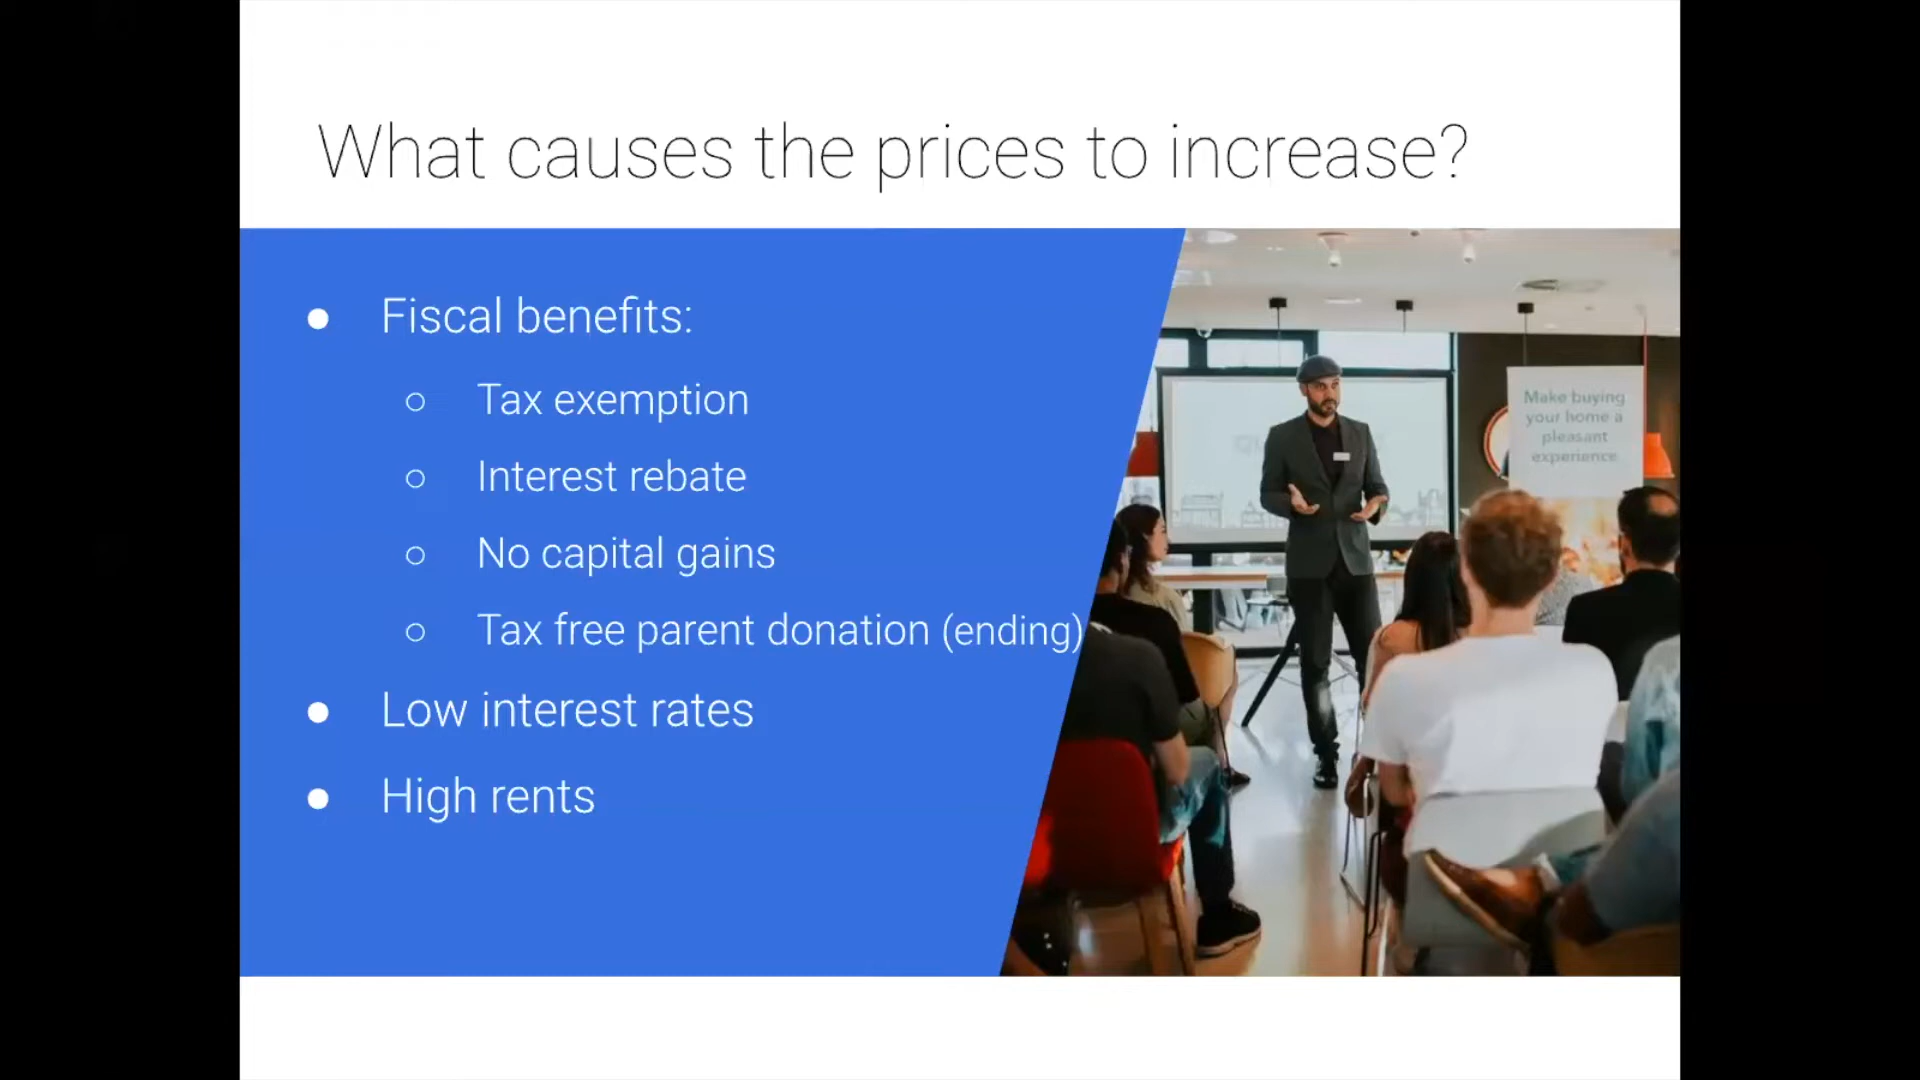 What causes the prices to increase?
● Fiscal benefits:
○ Tax exemption
○ Interest rebate
○ No capital gains
○ Tax free parent donation (ending)
● Low interest rates
● High rents
Make buying
your home a
pleasant
experience